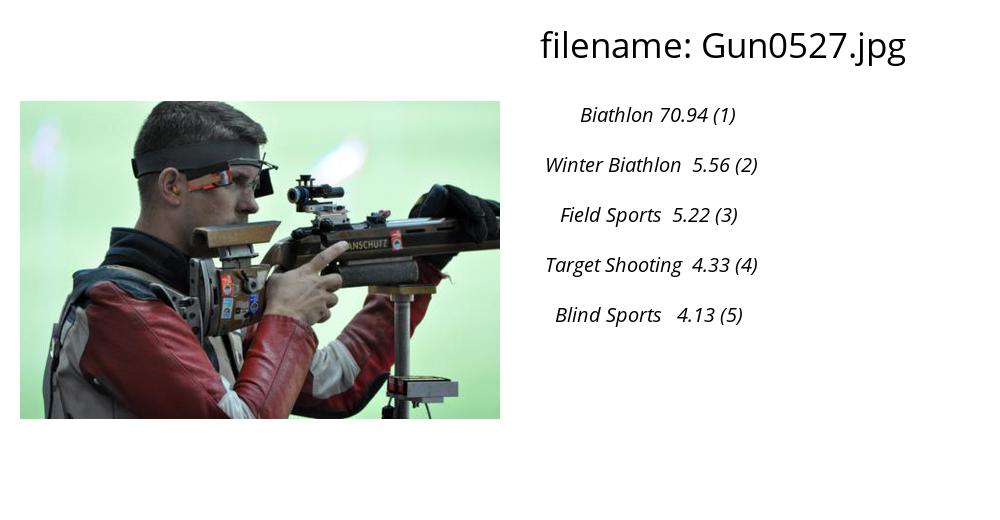 filename: Gun0527.jpg
Biathlon 70.94 (1)
Winter Biathlon 5.56 (2)
Field Sports 5.22 (3)
Target Shooting 4.33 (4)
Blind Sports 4.13 (5)
ANSCHUTZ